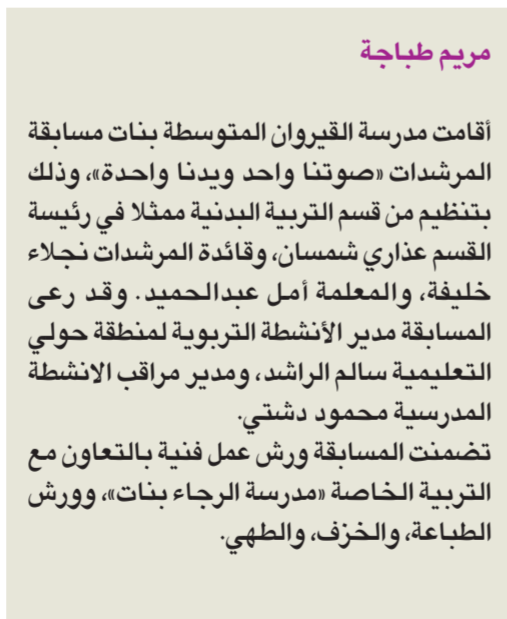 مريم طباجة
أقامت مدرسة القيروان المتوسطة بنات مسابقة
المرشدات «صوتنا واحد ويدنا واحدة»، وذلك
بتنظيم من قسم التربية البدنية ممثلا في رئيسة
القسم عذاري شمسان، وقائدة المرشدات نجلاء
خليفة، والمعلمة أمل عبدالحميد. وقد رعى
المسابقة مدير الأنشطة التربوية لمنطقة حولي
التعليمية سالم الراشد، ومدير مراقب الانشطة
المدرسية محمود دشتي.
تضمنت المسابقة ورش عمل فنية بالتعاون مع
التربية الخاصة «مدرسة الرجاء بنات»، وورش
الطباعة، والخزف، والطهي.